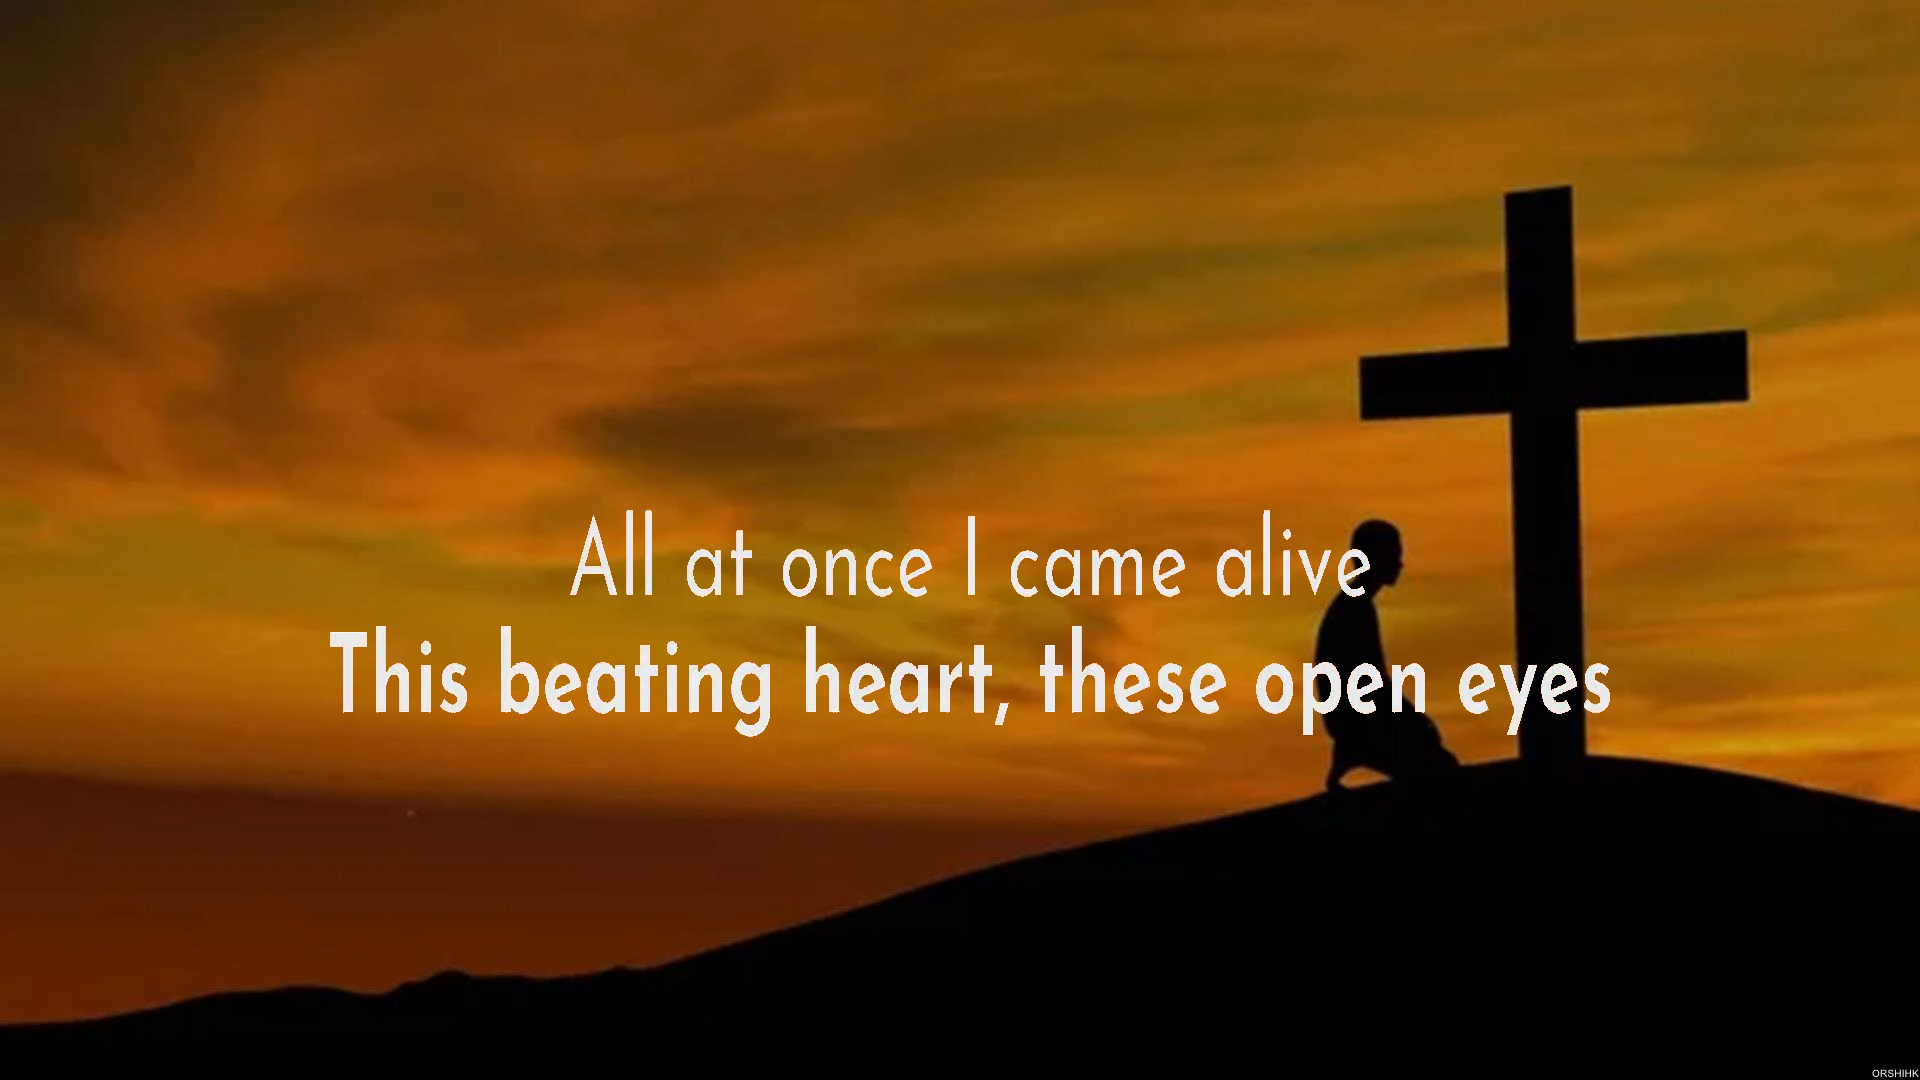 All at once I came alive
This beating heart, these open eyes
ORSHIHK